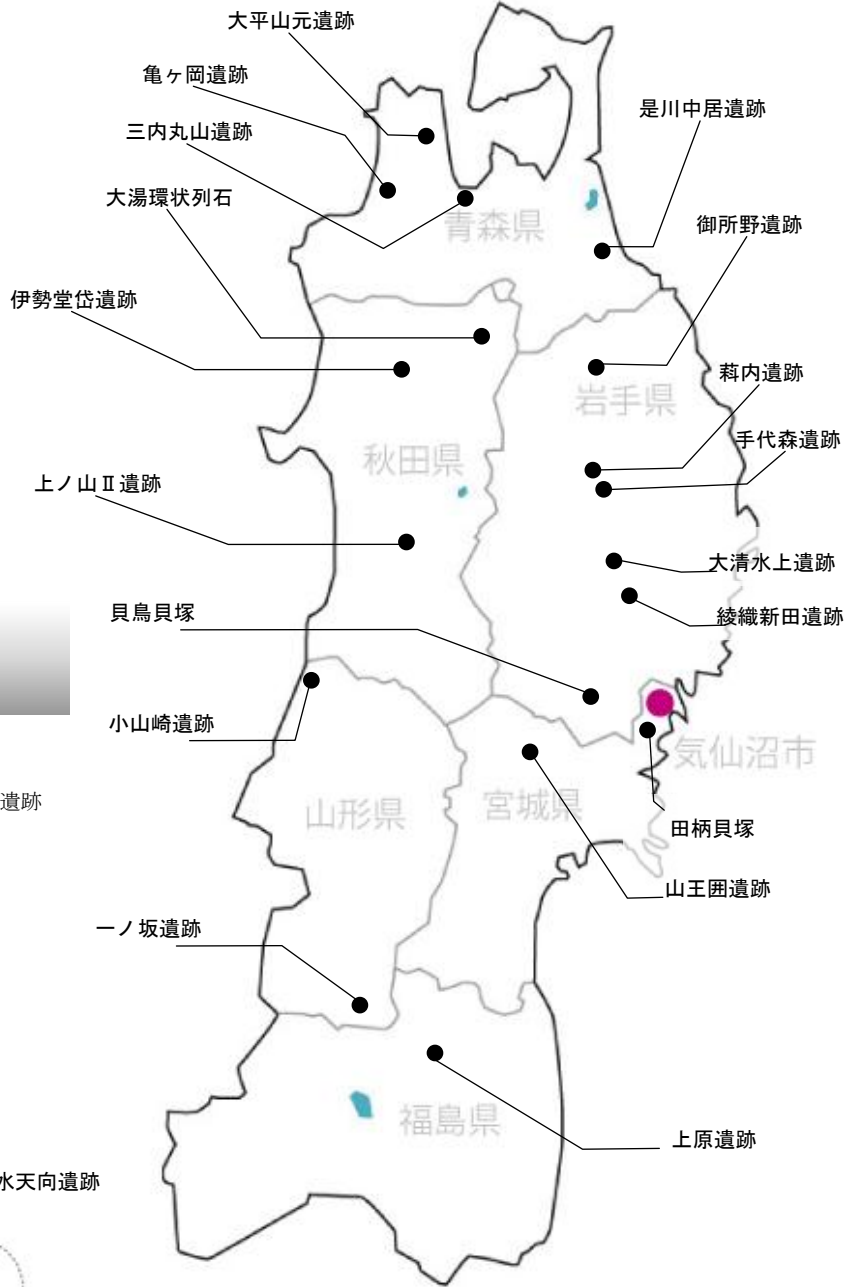 大平山元遺跡
亀ヶ岡遺跡
是川中居遺跡
三内丸山遺跡
大湯環状列石
青森県
御所野遺跡
伊勢堂岱遺跡
萪内遺跡
岩手県
手代森遺跡
秋田県
上ノ山Ⅱ遺跡
大清水上遺跡
貝鳥貝塚
綾織新田遺跡
小山崎遺跡
気仙沼市
遺跡
山形県
宮城県
田柄貝塚
山王囲遺跡
一ノ坂遺跡
福島県
上原遺跡
水天向遺跡